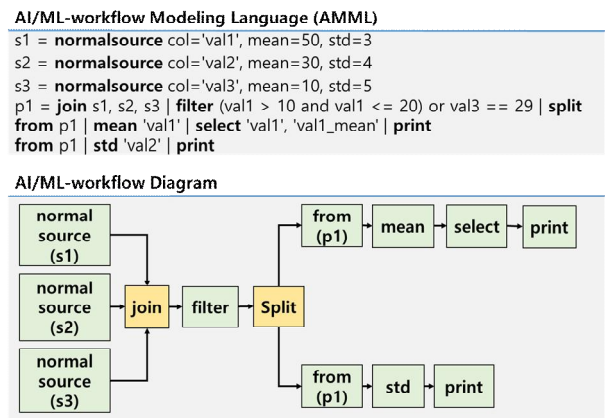 AI/ML-workflow Modeling Language (AMML)
s1 = normalsource col='val1', mean=50, std=3
s2 = normalsource col='val2', mean=30, std=4
s3 = normalsource col='val3', mean=10, std=5
p1 = join s1, s2, s3 | filter (val1 > 10 and val1 <= 20) or val3 == 29 | split
from p1 | mean 'val1' | select 'val1', 'val1_mean' | print
from p1 | std 'val2' | print
AI/ML-workflow Diagram
normal
source
(s1)
normal
source
(s2)
normal
source
(s3)
join
filter
Split
from
(p1)
mean
select
print
from
(p1)
std
print